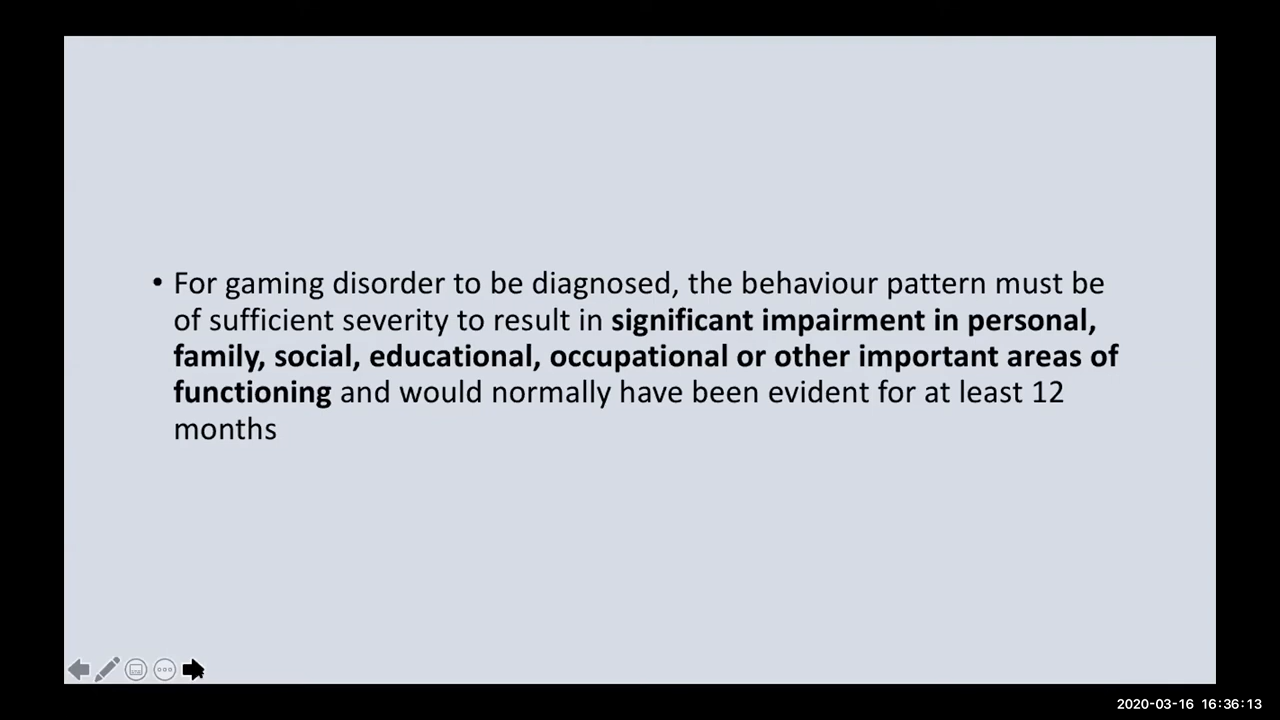 • For gaming disorder to be diagnosed, the behaviour pattern must be
of sufficient severity to result in significant impairment in personal,
family, social, educational, occupational or other important areas of
functioning and would normally have been evident for at least 12
months
2020-03-16 16:36:13